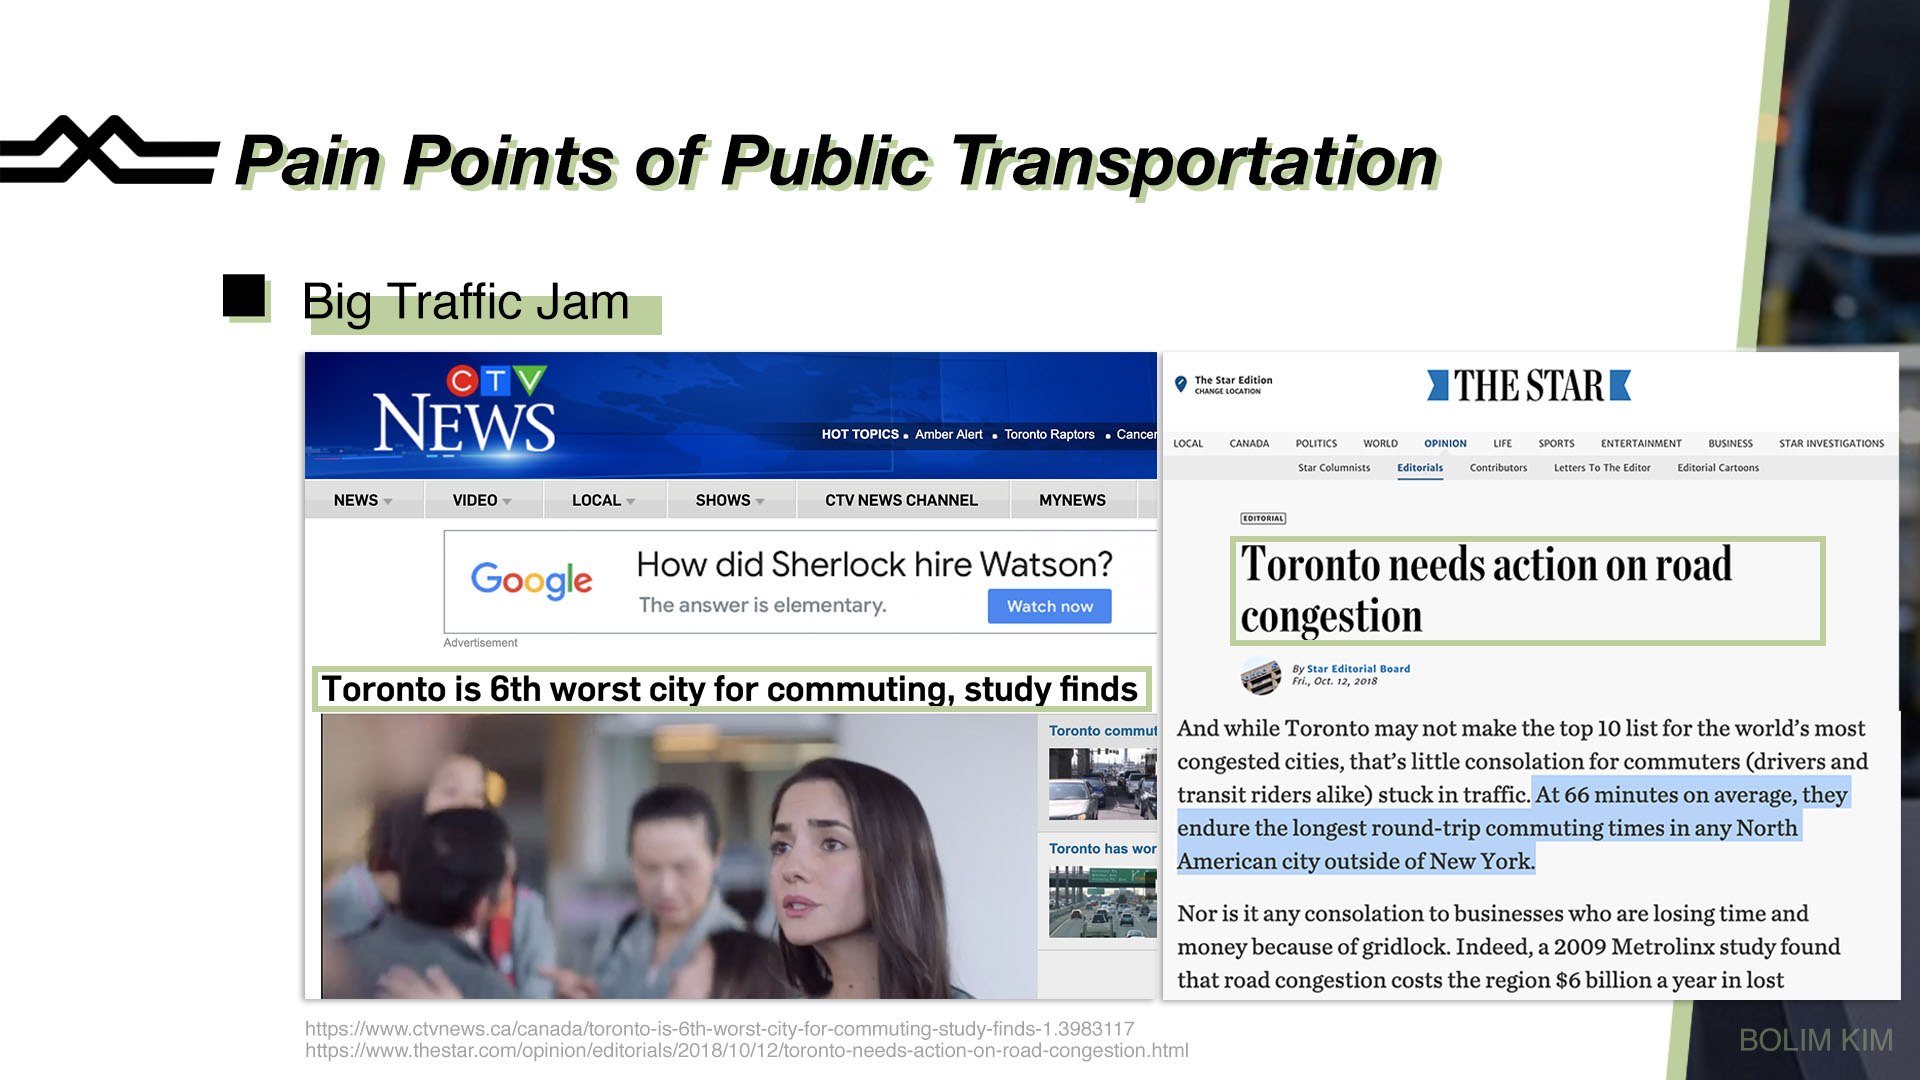 Pain Points of Public Transportation
Big Traffic Jam
CTV
NEWS
HOT TOPICS • Amber Alert • Toronto Raptors • Cancer
NEWS VIDEO LOCAL SHOWS CTV NEWS CHANNEL MYNEWS
Google
How did Sherlock hire Watson?
The answer is elementary.
Watch now
Advertisement
Toronto is 6th worst city for commuting, study finds
Toronto commut
Toronto has wor
The Star Edition
CHANGE LOCATION
THE STAR
LOCAL CANADA POLITICS WORLD OPINION LIFE SPORTS ENTERTAINMENT BUSINESS STAR INVESTIGATIONS
Star Columnists Editorials Contributors Letters To The Editor Editorial Cartoons
EDITORIAL
Toronto needs action on road
congestion
By Star Editorial Board
Fri., Oct. 12, 2018
And while Toronto may not make the top 10 list for the world's most
congested cities, that's little consolation for commuters (drivers and
transit riders alike) stuck in traffic. At 66 minutes on average, they
endure the longest round-trip commuting times in any North
American city outside of New York.
Nor is it any consolation to businesses who are losing time and
money because of gridlock. Indeed, a 2009 Metrolinx study found
that road congestion costs the region $6 billion a year in lost
https://www.ctvnews.ca/canada/toronto-is-6th-worst-city-for-commuting-study-finds-1.3983117
https://www.thestar.com/opinion/editorials/2018/10/12/toronto-needs-action-on-road-congestion.html
BOLIM KIM